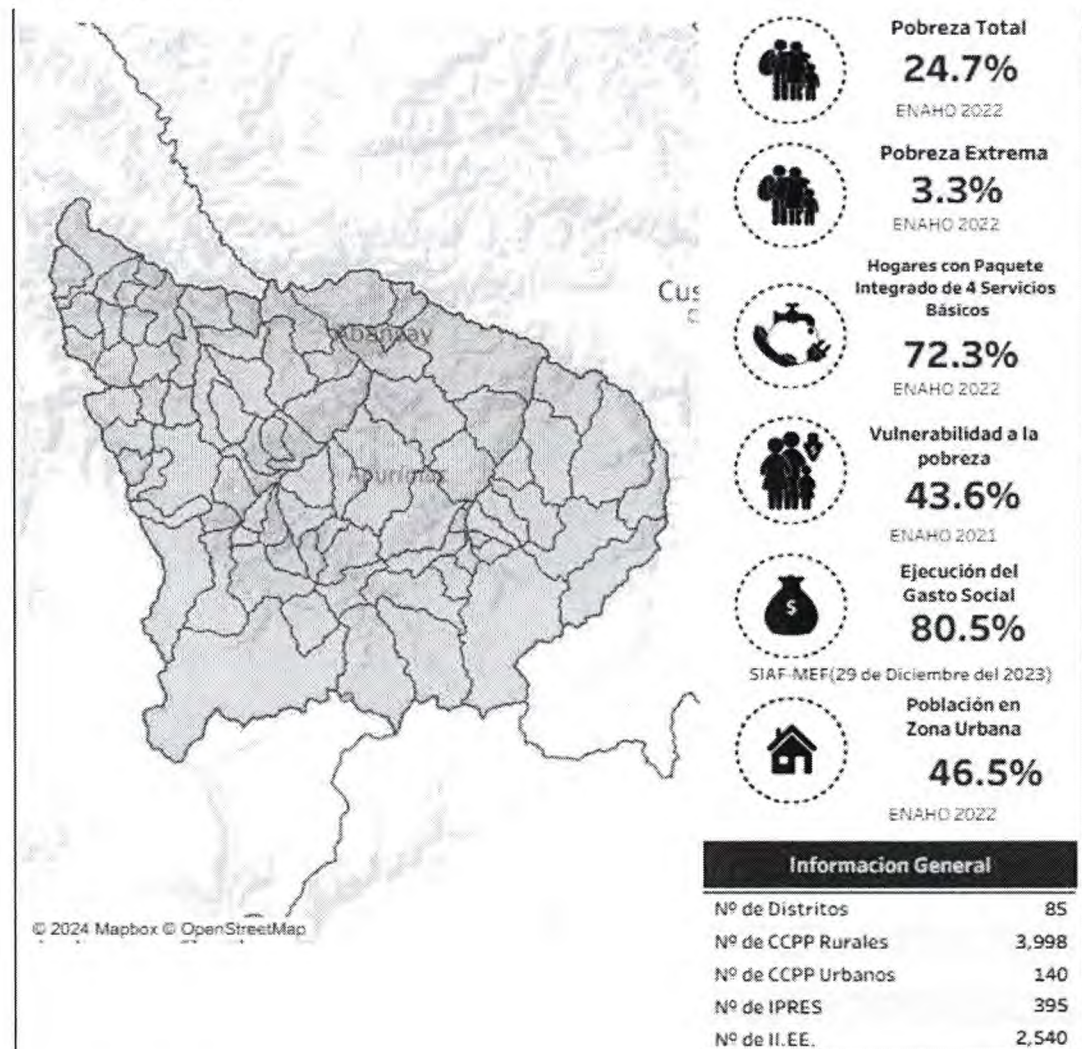 Pobreza Total
24.7%
ENAHO 2022
Pobreza Extrema
3.3%
ENAHO 2022
Hogares con Paquete
Integrado de 4 Servicios
Básicos
72.3%
ENAHO 2022
Vulnerabilidad a la
pobreza
43.6%
ENAHO 2021
Ejecución del
Gasto Social
80.5%
SIAF-MEF(29 de Diciembre del 2023)
Población en
Zona Urbana
46.5%
ENAHO 2022
Cus
Abancay
Apurímac
© 2024 Mapbox © OpenStreetMap
$
Informacion General
Nº de Distritos 85
Nº de CCPP Rurales 3,998
Nº de CCPP Urbanos 140
Nº de IPRES 395
Nº de II.EE. 2,540